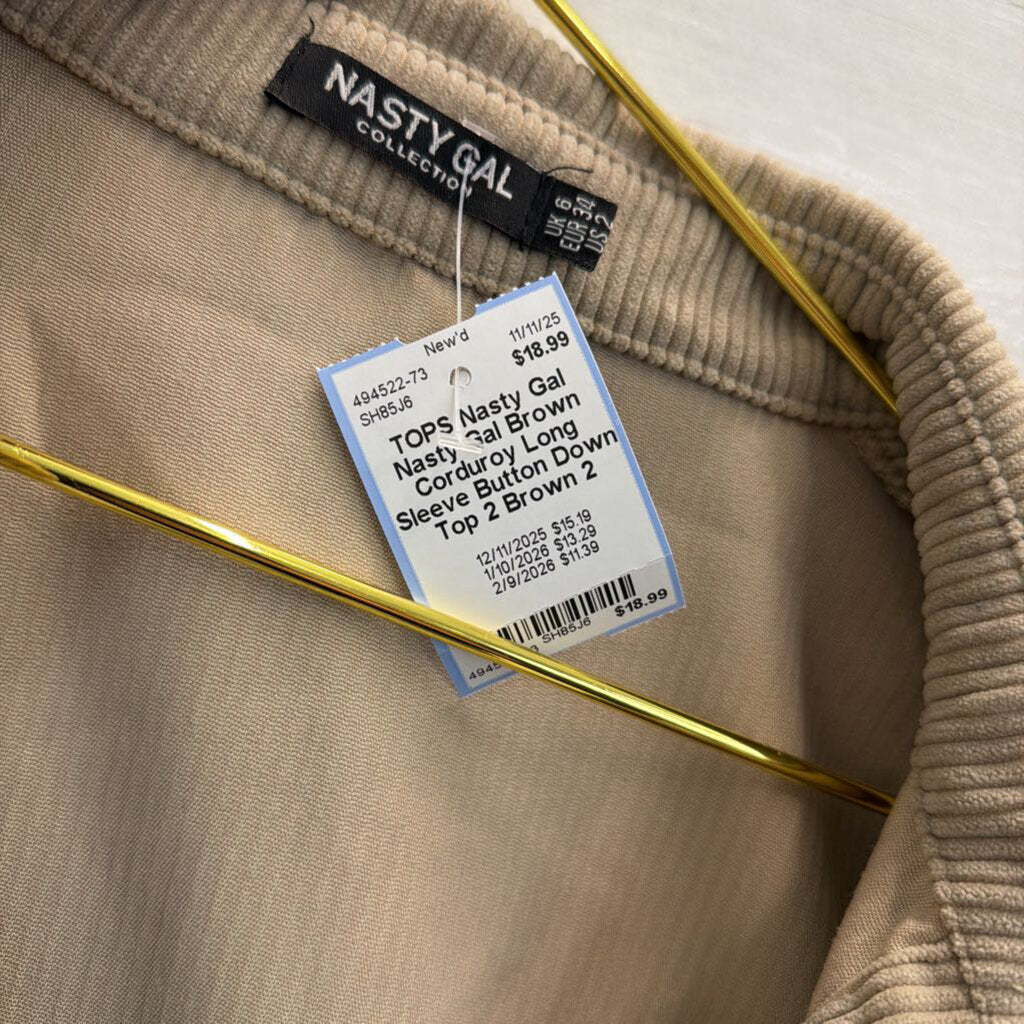 NASTY GAL
COLLECTION
UK 6
EUR 34
US 2
New'd
11/11/25
494522-73
$18.99
SH85J6
TOPS Nasty Gal
Nasty Gal Brown
Corduroy Long
Sleeve Button Down
Top 2 Brown 2
12/11/2025 $15.19
1/10/2026 $13.29
2/9/2026 $11.39
SH85J6
$18.99